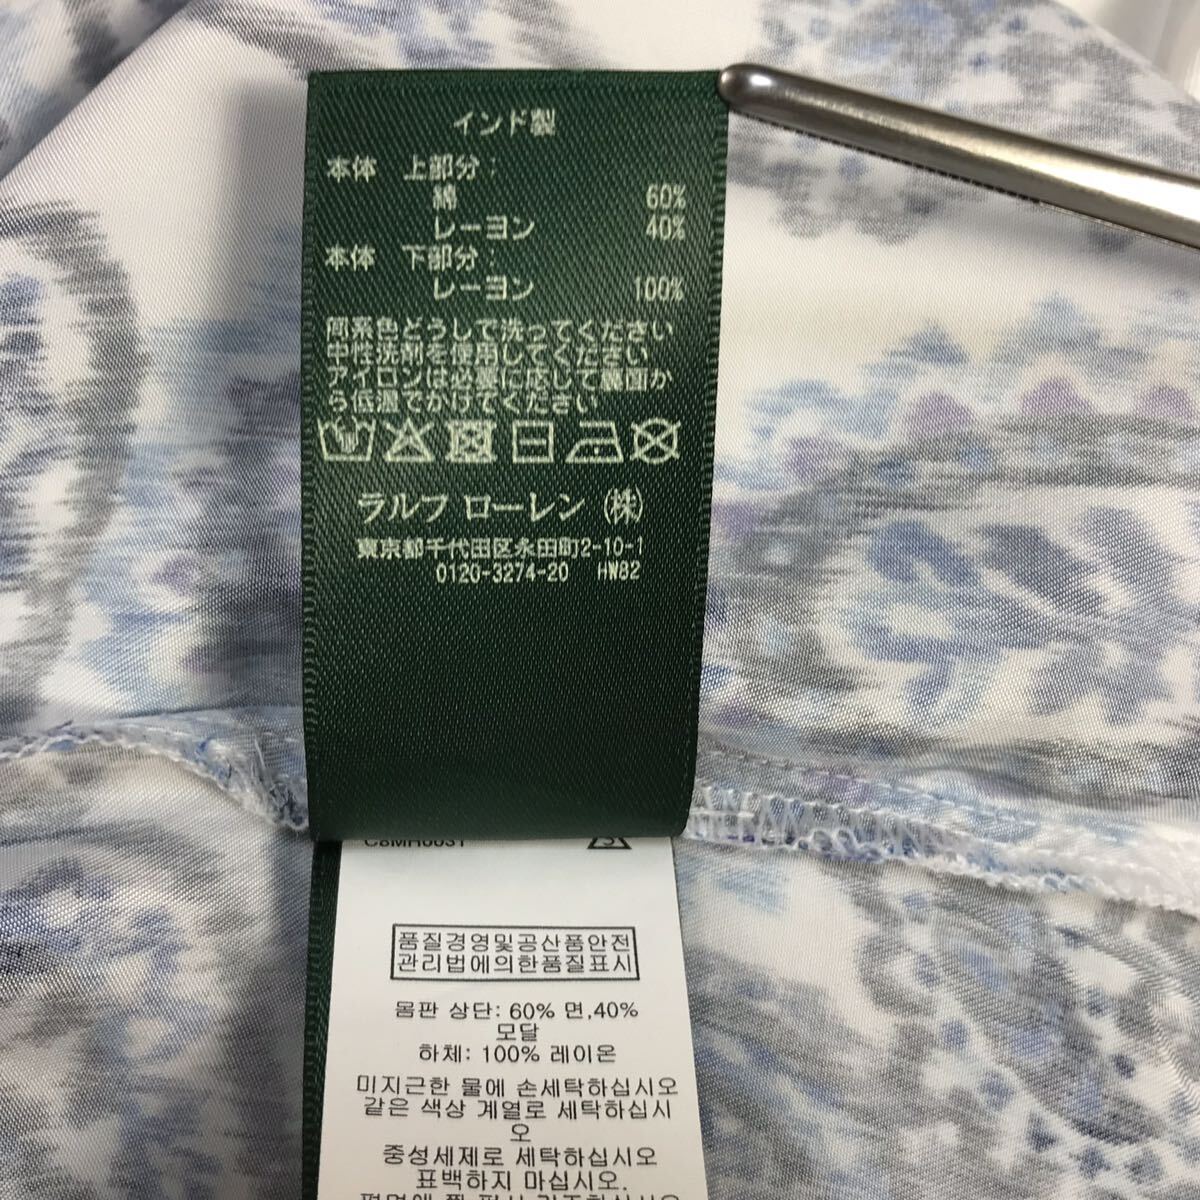 インド製
本体 上部分:
綿 60%
レーヨン 40%
本体 下部分:
レーヨン 100%
同系色どうしで洗ってください
中性洗剤を使用してください
アイロンは必要に応じて裏面か
ら低温でかけてください
ラルフ ローレン (株)
東京都千代田区永田町2-10-1
0120-3274-20 HW82
품질경영및공산품안전
관리법에의한품질표시
몸판 상단: 60% 면,40%
모달
하체: 100% 레이온
미지근한 물에 손세탁하십시오
같은 색상 계열로 세탁하십시
오
중성세제로 세탁하십시오
표백하지 마십시오.